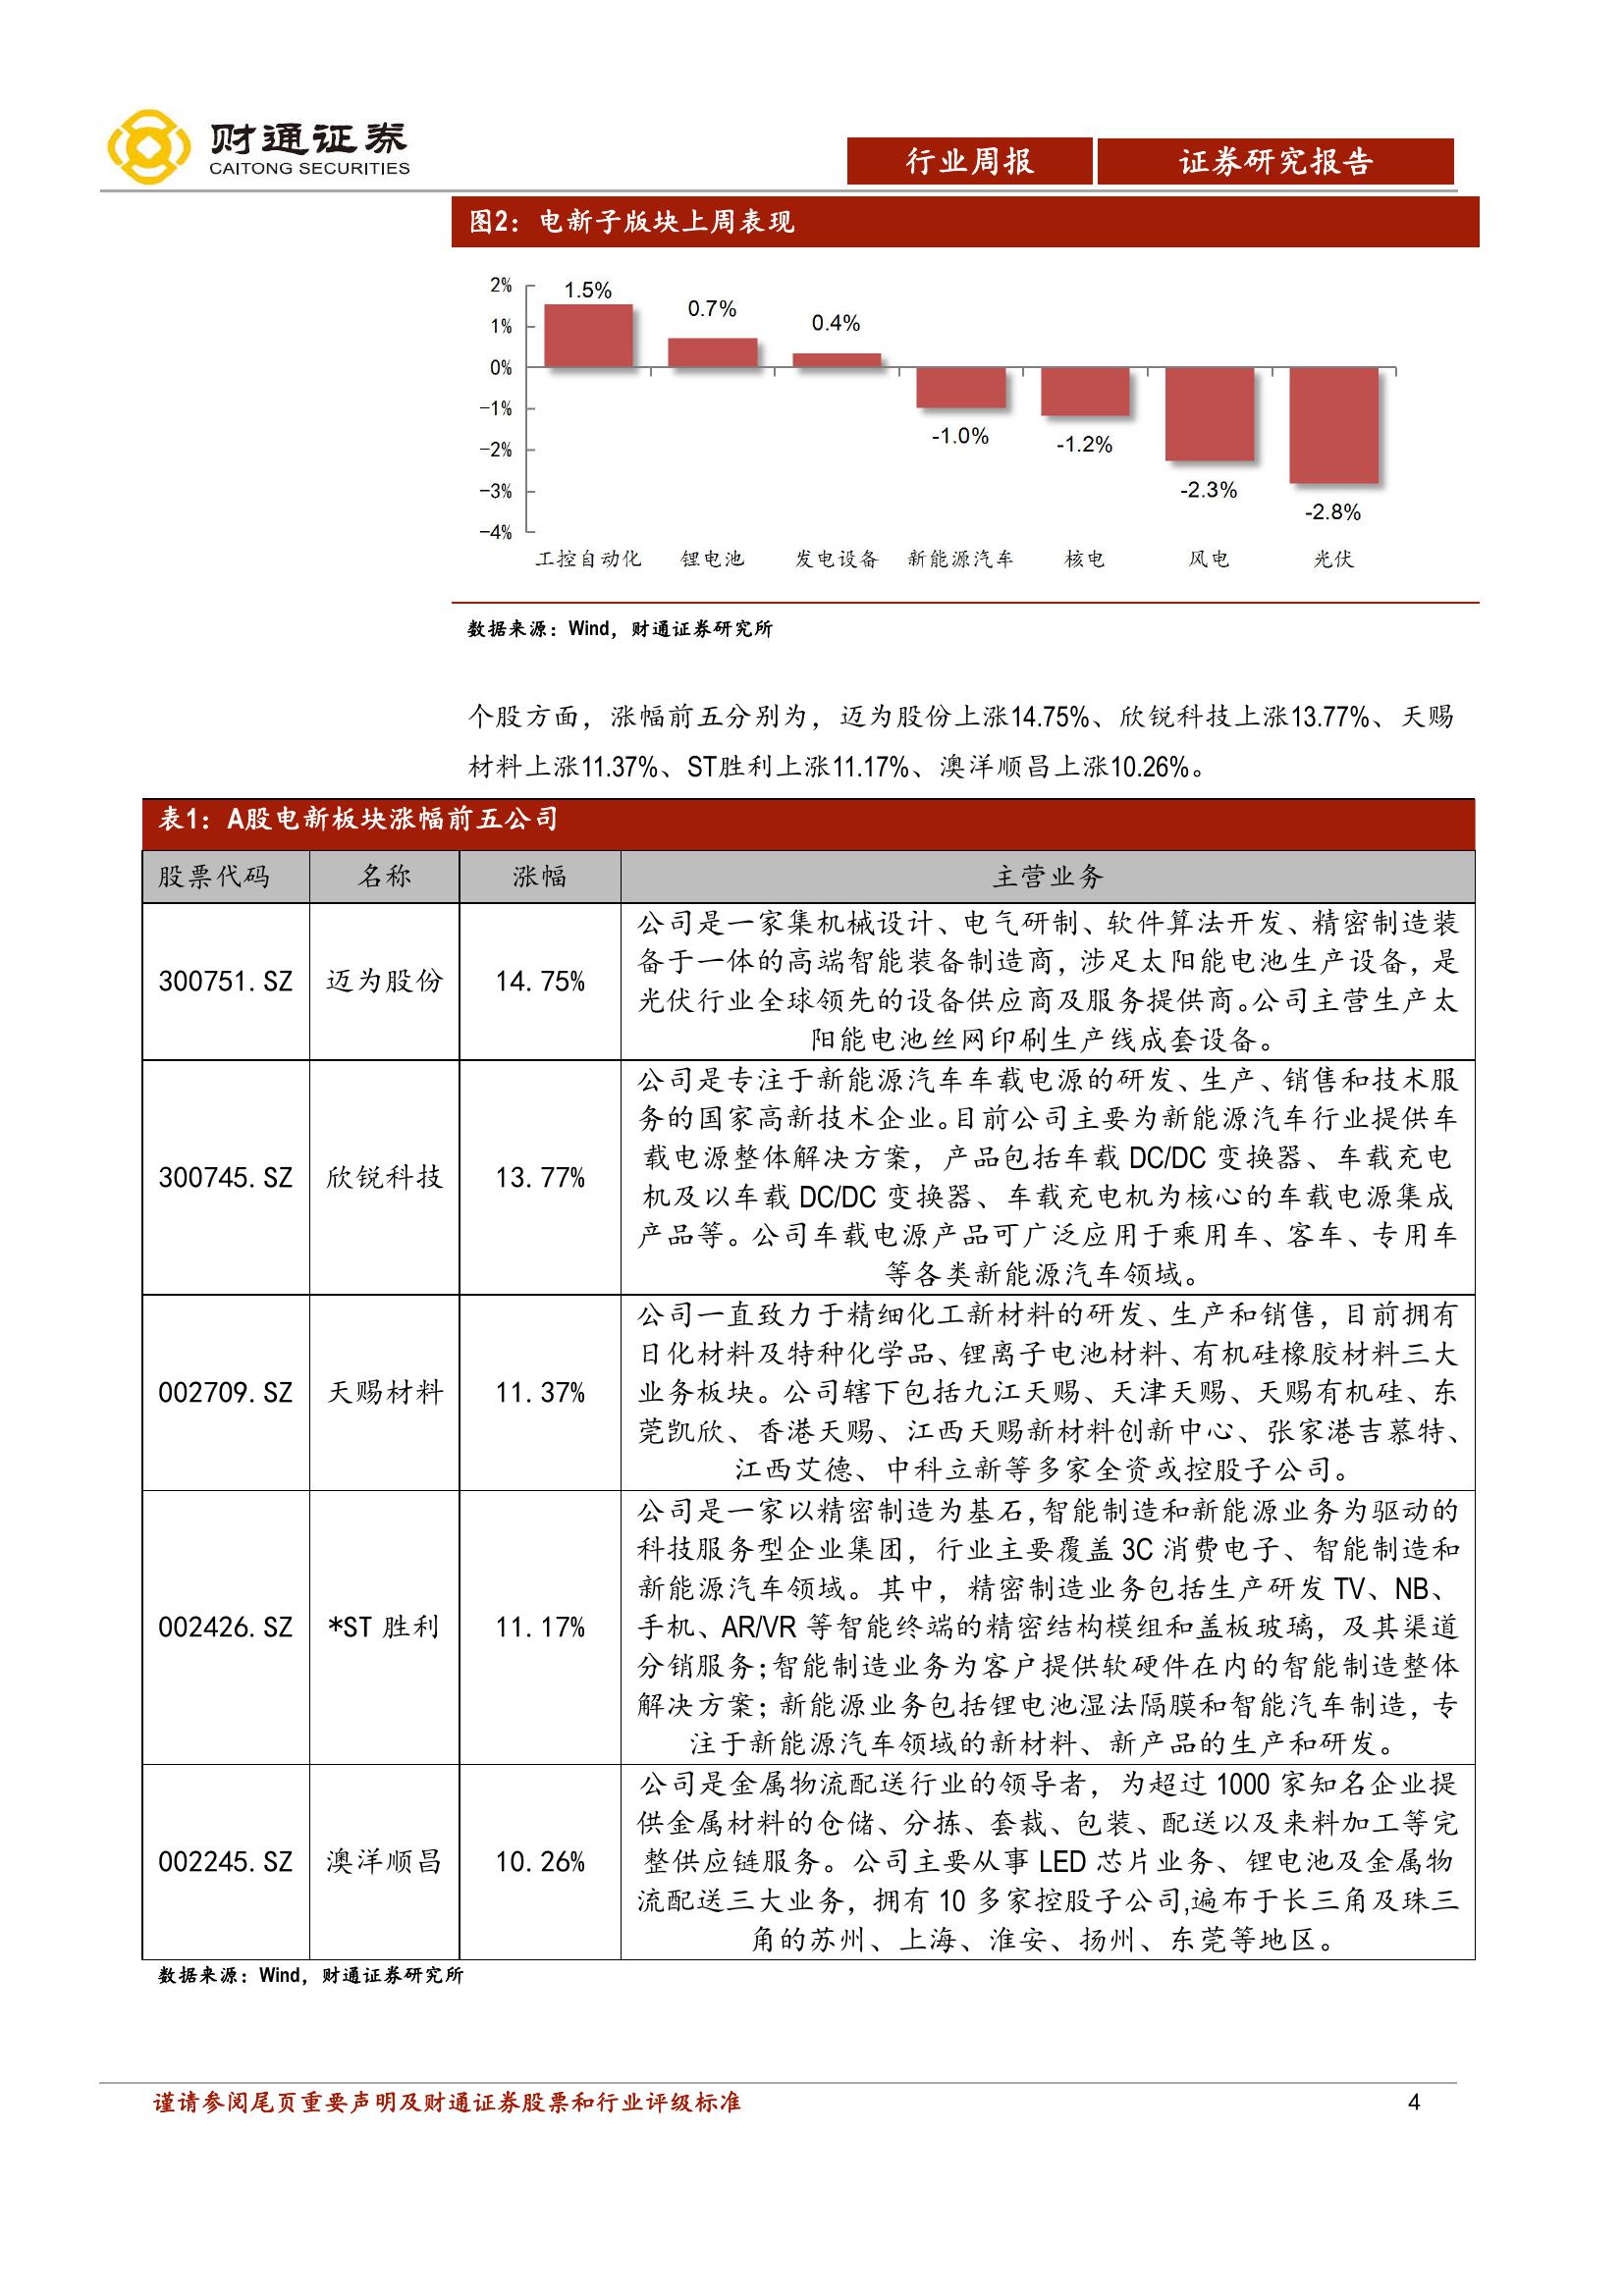 财通证券
CAITONG SECURITIES
行业周报
证券研究报告
图2：电新子版块上周表现
2%
1%
0%
-1%
-2%
-3%
-4%
1.5%
0.7%
0.4%
-1.0%
-1.2%
-2.3%
-2.8%
工控自动化 锂电池 发电设备 新能源汽车 核电 风电 光伏
数据来源：Wind，财通证券研究所
个股方面，涨幅前五分别为，迈为股份上涨14.75%、欣锐科技上涨13.77%、天赐
材料上涨11.37%、ST胜利上涨11.17%、澳洋顺昌上涨10.26%。
表1：A股电新板块涨幅前五公司
股票代码 名称 涨幅 主营业务
300751.SZ 迈为股份 14.75%
公司是一家集机械设计、电气研制、软件算法开发、精密制造装
备于一体的高端智能装备制造商，涉足太阳能电池生产设备，是
光伏行业全球领先的设备供应商及服务提供商。公司主营生产太
阳能电池丝网印刷生产线成套设备。
300745.SZ 欣锐科技 13.77%
公司是专注于新能源汽车车载电源的研发、生产、销售和技术服
务的国家高新技术企业。目前公司主要为新能源汽车行业提供车
载电源整体解决方案，产品包括车载 DC/DC 变换器、车载充电
机及以车载 DC/DC 变换器、车载充电机为核心的车载电源集成
产品等。公司车载电源产品可广泛应用于乘用车、客车、专用车
等各类新能源汽车领域。
002709.SZ 天赐材料 11.37%
公司一直致力于精细化工新材料的研发、生产和销售，目前拥有
日化材料及特种化学品、锂离子电池材料、有机硅橡胶材料三大
业务板块。公司辖下包括九江天赐、天津天赐、天赐有机硅、东
莞凯欣、香港天赐、江西天赐新材料创新中心、张家港吉慕特、
江西艾德、中科立新等多家全资或控股子公司。
002426.SZ *ST 胜利 11.17%
公司是一家以精密制造为基石，智能制造和新能源业务为驱动的
科技服务型企业集团，行业主要覆盖 3C 消费电子、智能制造和
新能源汽车领域。其中，精密制造业务包括生产研发 TV、NB、
手机、AR/VR 等智能终端的精密结构模组和盖板玻璃，及其渠道
分销服务；智能制造业务为客户提供软硬件在内的智能制造整体
解决方案；新能源业务包括锂电池湿法隔膜和智能汽车制造，专
注于新能源汽车领域的新材料、新产品的生产和研发。
002245.SZ 澳洋顺昌 10.26%
公司是金属物流配送行业的领导者，为超过 1000 家知名企业提
供金属材料的仓储、分拣、套裁、包装、配送以及来料加工等完
整供应链服务。公司主要从事 LED 芯片业务、锂电池及金属物
流配送三大业务，拥有 10 多家控股子公司,遍布于长三角及珠三
角的苏州、上海、淮安、扬州、东莞等地区。
数据来源：Wind，财通证券研究所
谨请参阅尾页重要声明及财通证券股票和行业评级标准 4